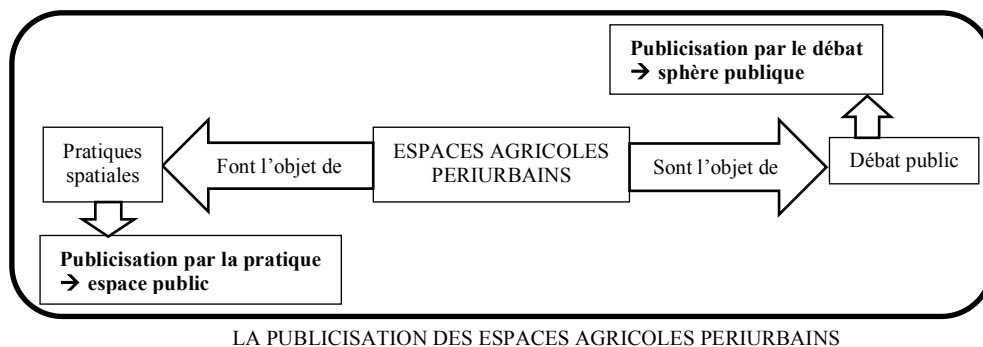 Publicisation par le débat
→ sphère publique
Pratiques
spatiales
Font l’objet de
ESPACES AGRICOLES
PERIURBAINS
Sont l’objet de
Débat public
Publicisation par la pratique
→ espace public
LA PUBLICISATION DES ESPACES AGRICOLES PERIURBAINS